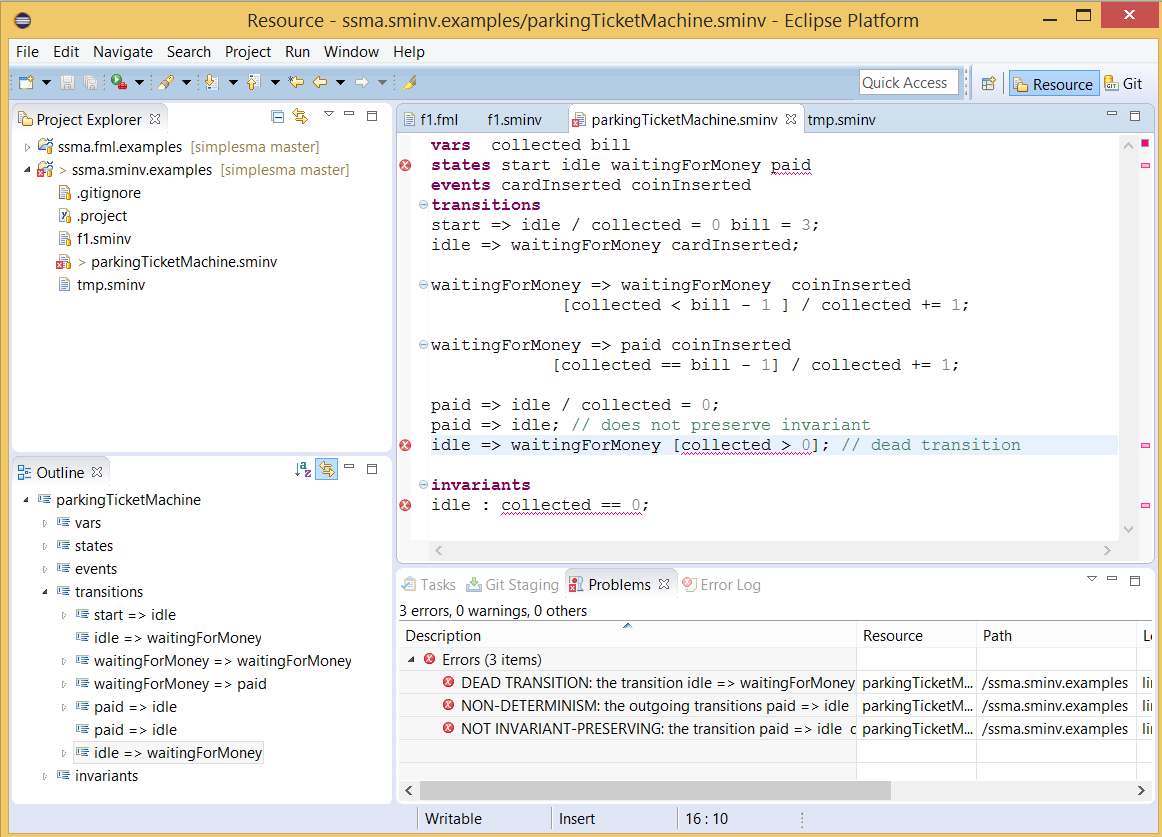 Resource - ssma.sminv.examples/parkingTicketMachine.sminv - Eclipse Platform
File Edit Navigate Search Project Run Window Help
Quick Access
Resource
Git
Project Explorer
ssma.fml.examples [simplesma master]
> ssma.sminv.examples [simplesma master]
.gitignore
.project
f1.sminv
> parkingTicketMachine.sminv
tmp.sminv
Outline
parkingTicketMachine
vars
states
events
transitions
start => idle
idle => waitingForMoney
waitingForMoney => waitingForMoney
waitingForMoney => paid
paid => idle
paid => idle
idle => waitingForMoney
invariants
f1.fml f1.sminv parkingTicketMachine.sminv tmp.sminv
vars collected bill
states start idle waitingForMoney paid
events cardInserted coinInserted
transitions
start => idle / collected = 0 bill = 3;
idle => waitingForMoney cardInserted;
waitingForMoney => waitingForMoney coinInserted
[collected < bill - 1 ] / collected += 1;
waitingForMoney => paid coinInserted
[collected == bill - 1] / collected += 1;
paid => idle / collected = 0;
paid => idle; // does not preserve invariant
idle => waitingForMoney [collected > 0]; // dead transition
invariants
idle : collected == 0;
Tasks Git Staging Problems Error Log
3 errors, 0 warnings, 0 others
Description Resource Path
Errors (3 items)
DEAD TRANSITION: the transition idle => waitingForMoney parkingTicketM... /ssma.sminv.examples
NON-DETERMINISM: the outgoing transitions paid => idle parkingTicketM... /ssma.sminv.examples
NOT INVARIANT-PRESERVING: the transition paid => idle parkingTicketM... /ssma.sminv.examples
Writable Insert 16 : 10